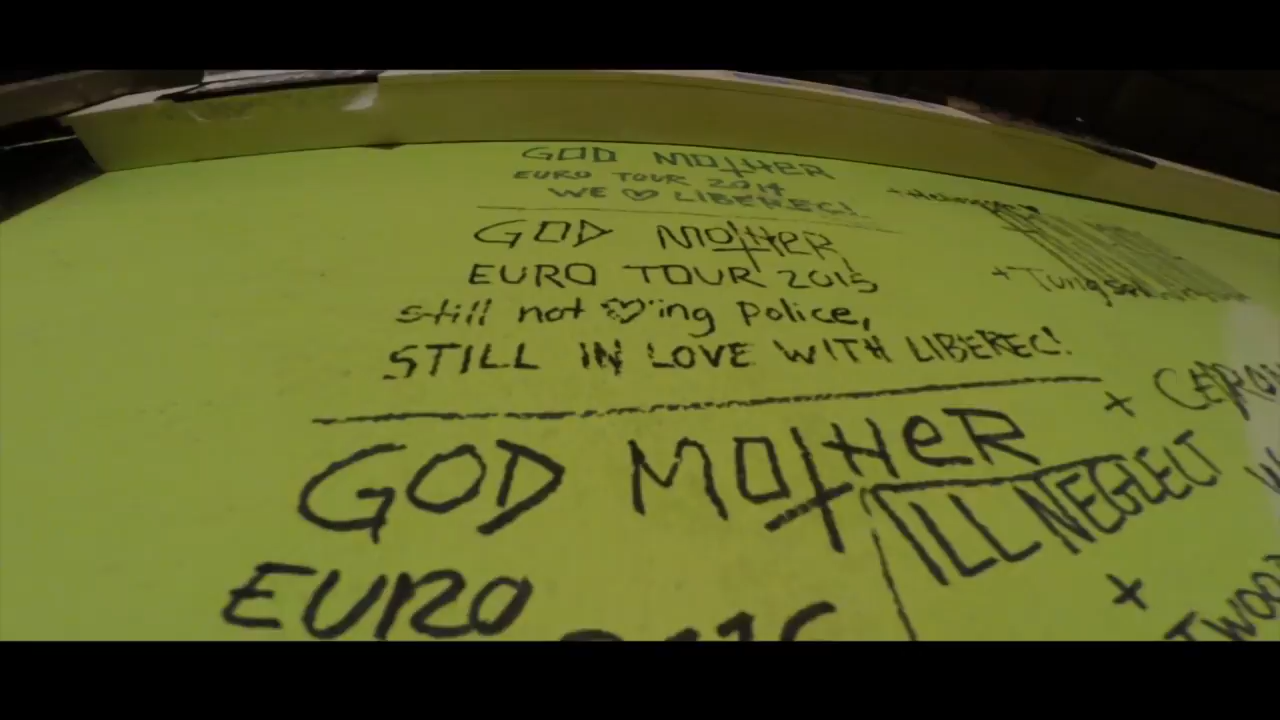 GOD MOTHER
EURO TOUR 2014
WE ♡ LIBEREC!
GOD MOTHER
EURO TOUR 2015
still not ♡'ing Police,
STILL IN LOVE WITH LIBEREC!
GOD MOTHER
EURO
ILL NEGLECT